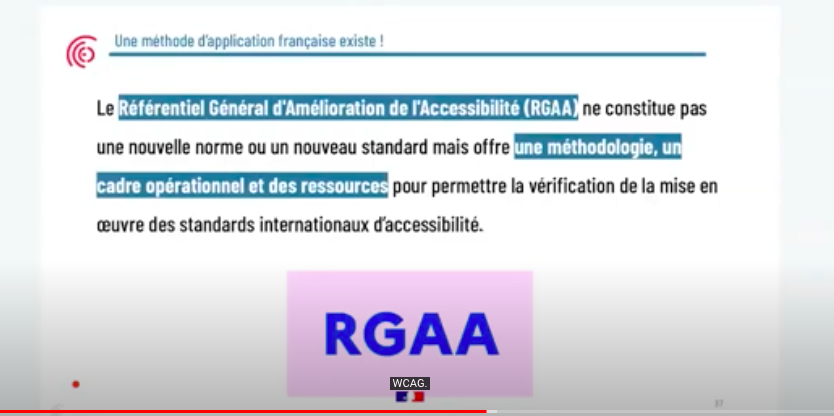 Une méthode d'application française existe !
Le Référentiel Général d'Amélioration de l'Accessibilité (RGAA) ne constitue pas
une nouvelle norme ou un nouveau standard mais offre une méthodologie, un
cadre opérationnel et des ressources pour permettre la vérification de la mise en
œuvre des standards internationaux d'accessibilité.
RGAA
WCAG.